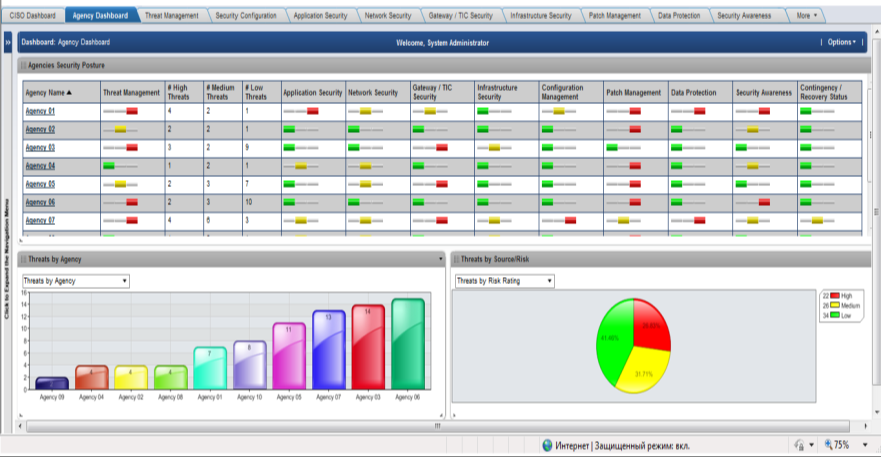 CISO Dashboard Agency Dashboard Threat Management Security Configuration Application Security Network Security Gateway / TIC Security Infrastructure Security Patch Management Data Protection Security Awareness More
Dashboard: Agency Dashboard Welcome, System Administrator Options
Agencies Security Posture
Agency Name Threat Management # High Threats # Medium Threats # Low Threats Application Security Network Security Gateway / TIC Security Infrastructure Security Configuration Management Patch Management Data Protection Security Awareness Contingency / Recovery Status
Agency 01 4 2 1
Agency 02 2 2 1
Agency 03 3 2 9
Agency 04 1 2 1
Agency 05 2 3 7
Agency 06 2 3 10
Agency 07 4 6 3
Click to Expand the Navigation Menu
Threats by Agency
Threats by Agency
16
14
12
10
8
6
4
2
0
4 4 4 7 8 11 13 14
Agency 09 Agency 04 Agency 02 Agency 08 Agency 01 Agency 10 Agency 05 Agency 07 Agency 03 Agency 06
Threats by Source/Risk
Threats by Risk Rating
41.46%
31.71%
22 High
26 Medium
34 Low
Интернет | Защищенный режим: вкл.
75%